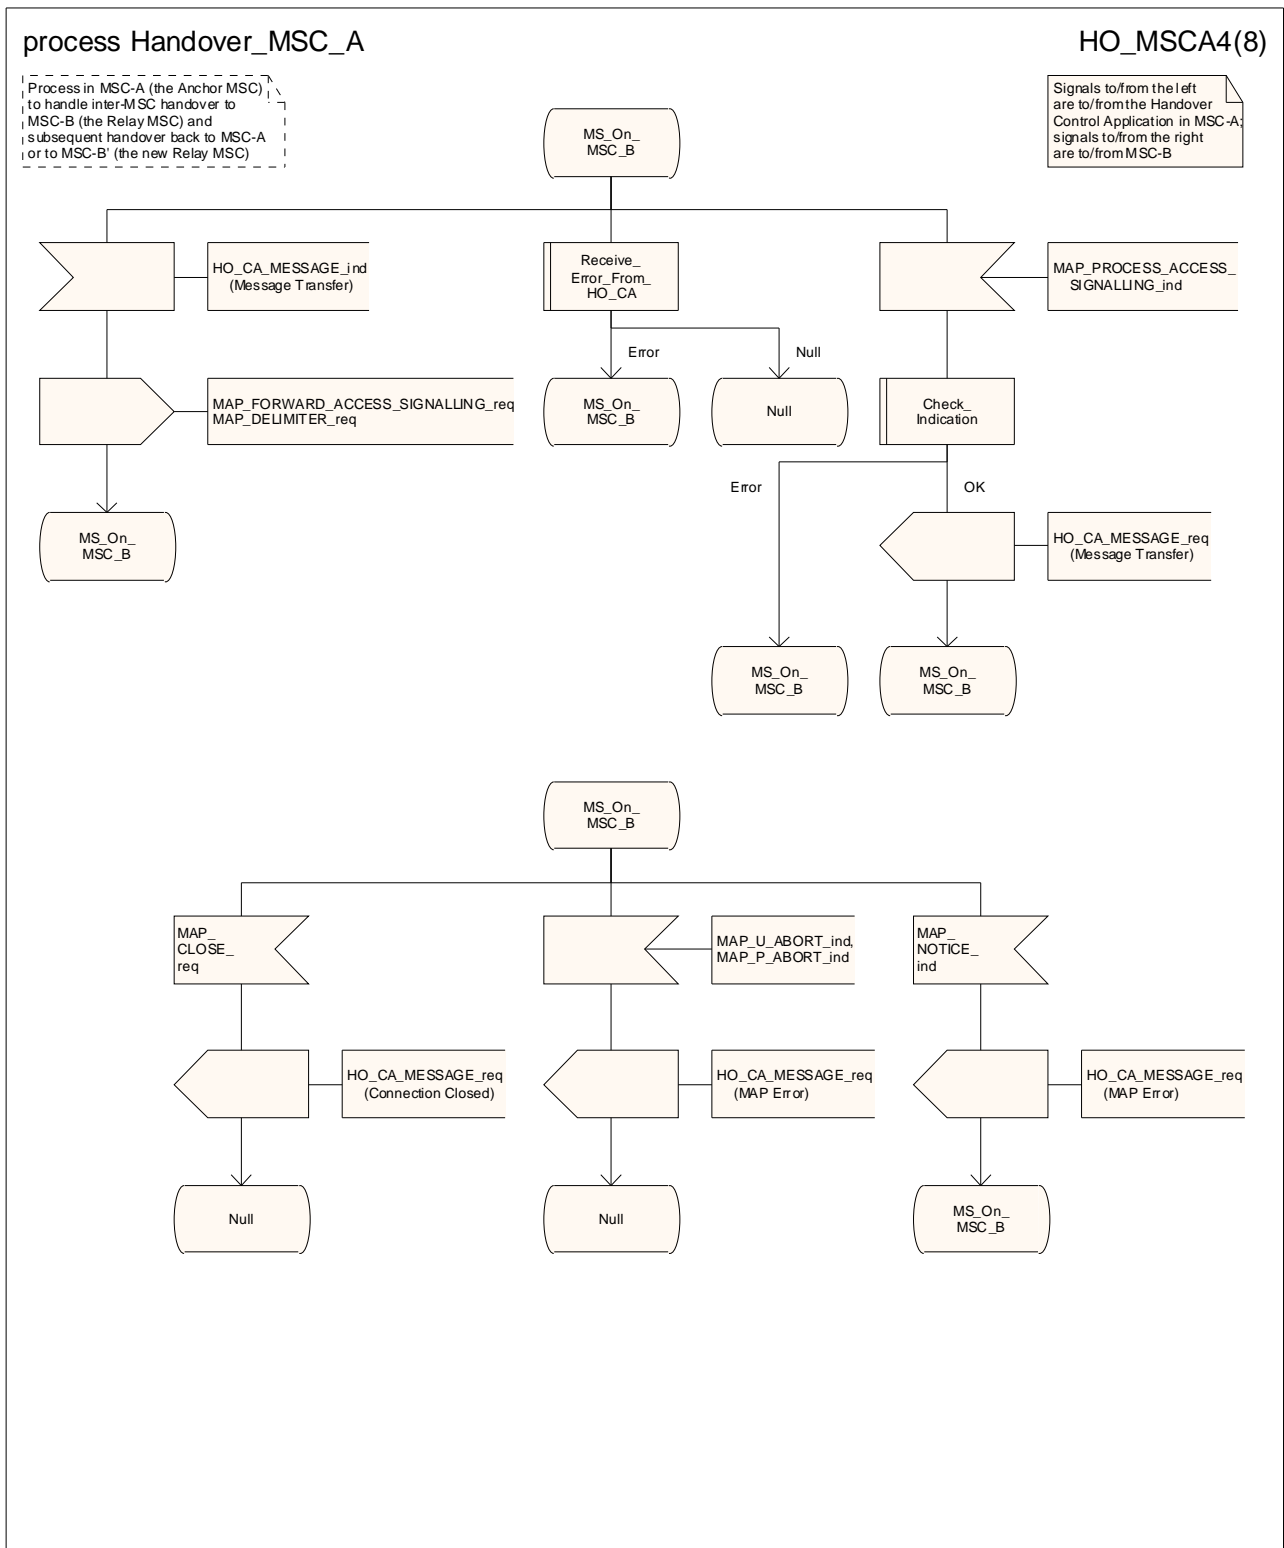 process Handover_MSC_A
HO_MSCA4(8)
Process in MSC-A (the Anchor MSC)
to handle inter-MSC handover to
MSC-B (the Relay MSC) and
subsequent handover back to MSC-A
or to MSC-B' (the new Relay MSC)
Signals to/from the left
are to/from the Handover
Control Application in MSC-A;
signals to/from the right
are to/from MSC-B
MS_On_
MSC_B
HO_CA_MESSAGE_ind
(Message Transfer)
Receive_
Error_From_
HO_CA
MAP_PROCESS_ACCESS_
SIGNALLING_ind
Error
Null
MAP_FORWARD_ACCESS_SIGNALLING_req
MAP_DELIMITER_req
MS_On_
MSC_B
Null
Check_
Indication
Error
OK
MS_On_
MSC_B
HO_CA_MESSAGE_req
(Message Transfer)
MS_On_
MSC_B
MS_On_
MSC_B
MS_On_
MSC_B
MAP_
CLOSE_
req
MAP_U_ABORT_ind,
MAP_P_ABORT_ind
MAP_
NOTICE_
ind
HO_CA_MESSAGE_req
(Connection Closed)
HO_CA_MESSAGE_req
(MAP Error)
HO_CA_MESSAGE_req
(MAP Error)
Null
Null
MS_On_
MSC_B